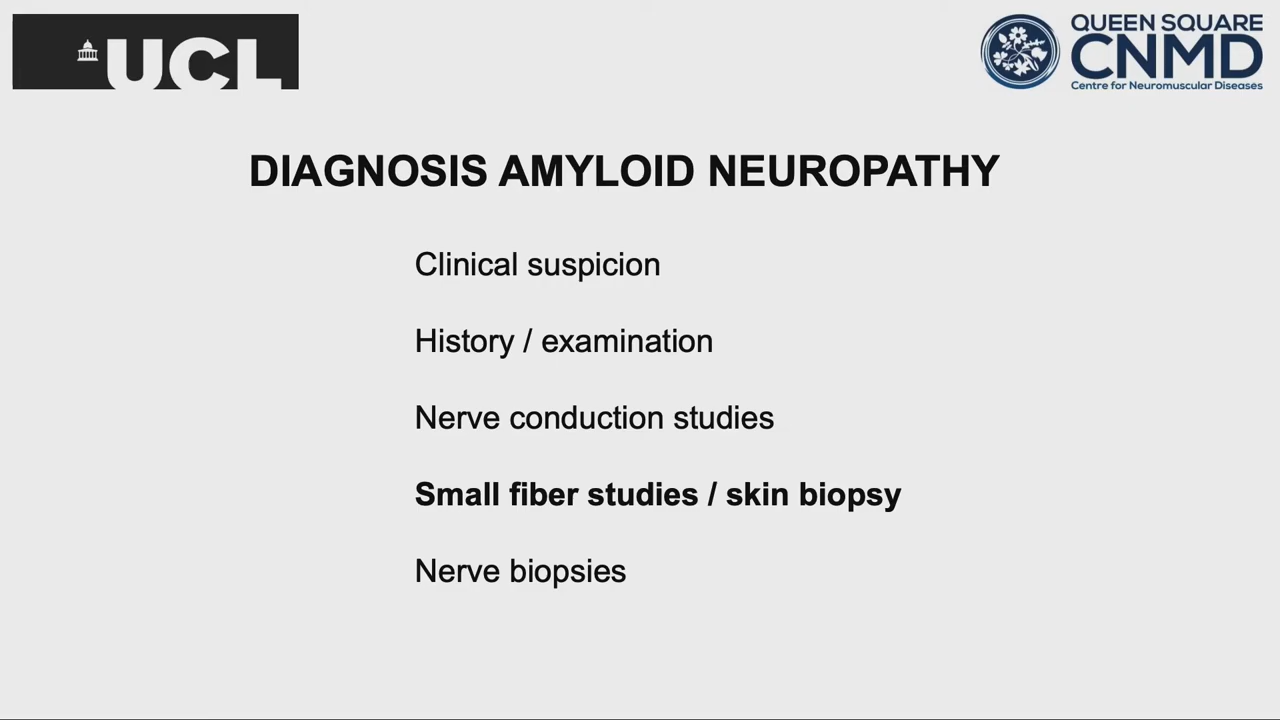 UCL
QUEEN SQUARE
CNMD
Centre for Neuromuscular Diseases
DIAGNOSIS AMYLOID NEUROPATHY
Clinical suspicion
History / examination
Nerve conduction studies
Small fiber studies / skin biopsy
Nerve biopsies